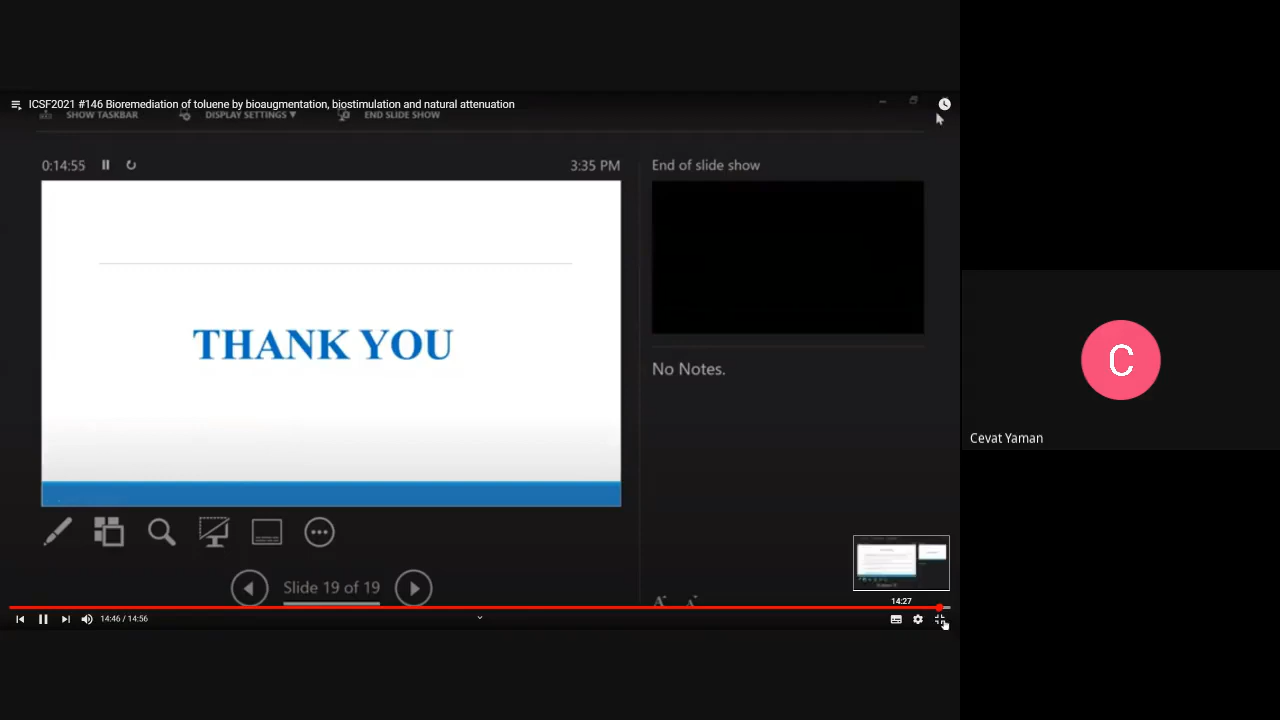 ICSF2021 #146 Bioremediation of toluene by bioaugmentation, biostimulation and natural attenuation
SHOW TASKBAR DISPLAY SETTINGS ▼ END SLIDE SHOW
0:14:55 3:35 PM End of slide show
THANK YOU
No Notes.
C
Cevat Yaman
Slide 19 of 19
A A
14:27
14:46 / 14:56